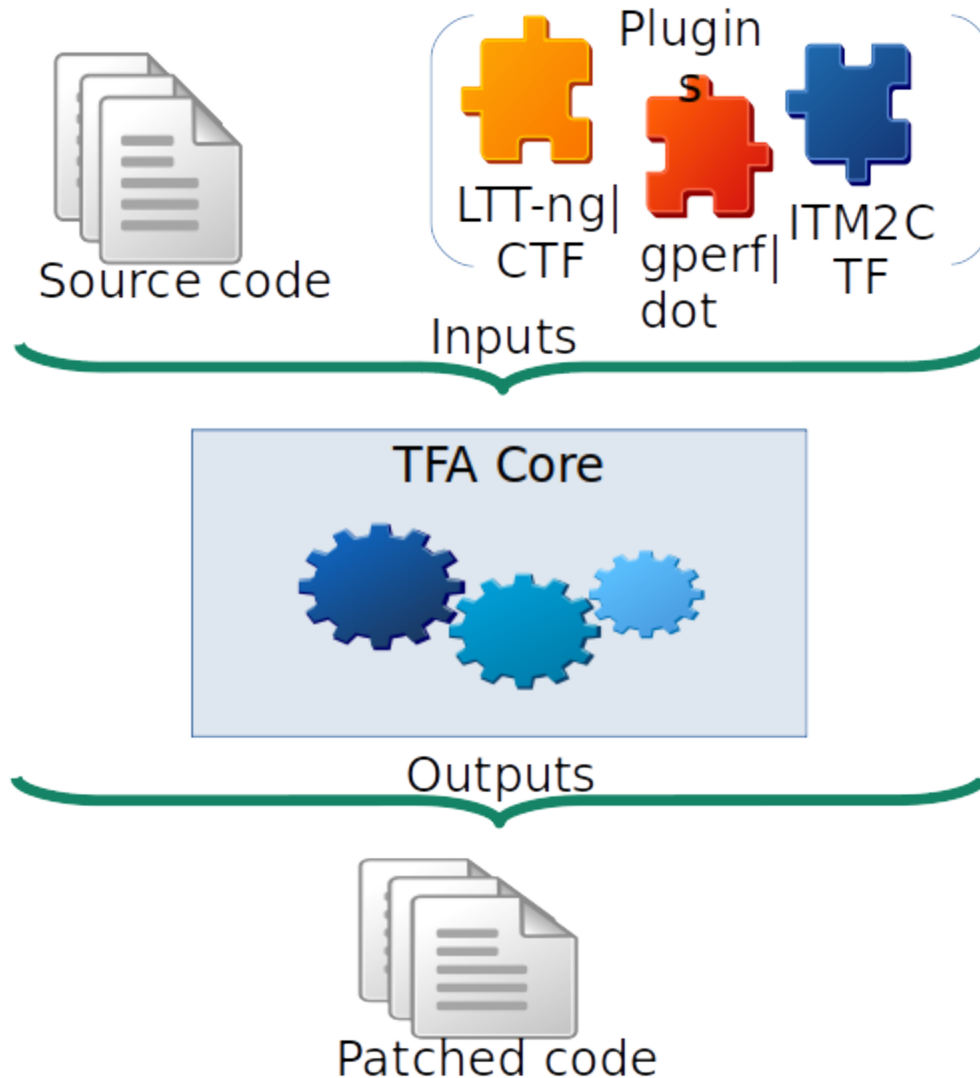 Plugin
s
Source code
LTT-ng|
CTF
gperf|
dot
ITM2C
TF
Inputs
TFA Core
Outputs
Patched code